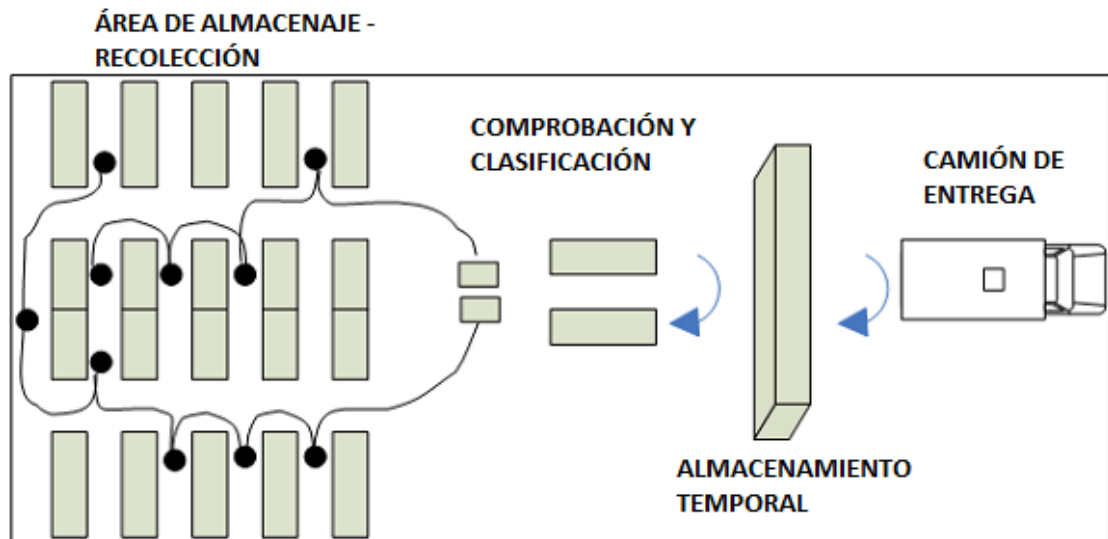 ÁREA DE ALMACENAJE -
RECOLECCIÓN
COMPROBACIÓN Y
CLASIFICACIÓN
CAMIÓN DE
ENTREGA
ALMACENAMIENTO
TEMPORAL